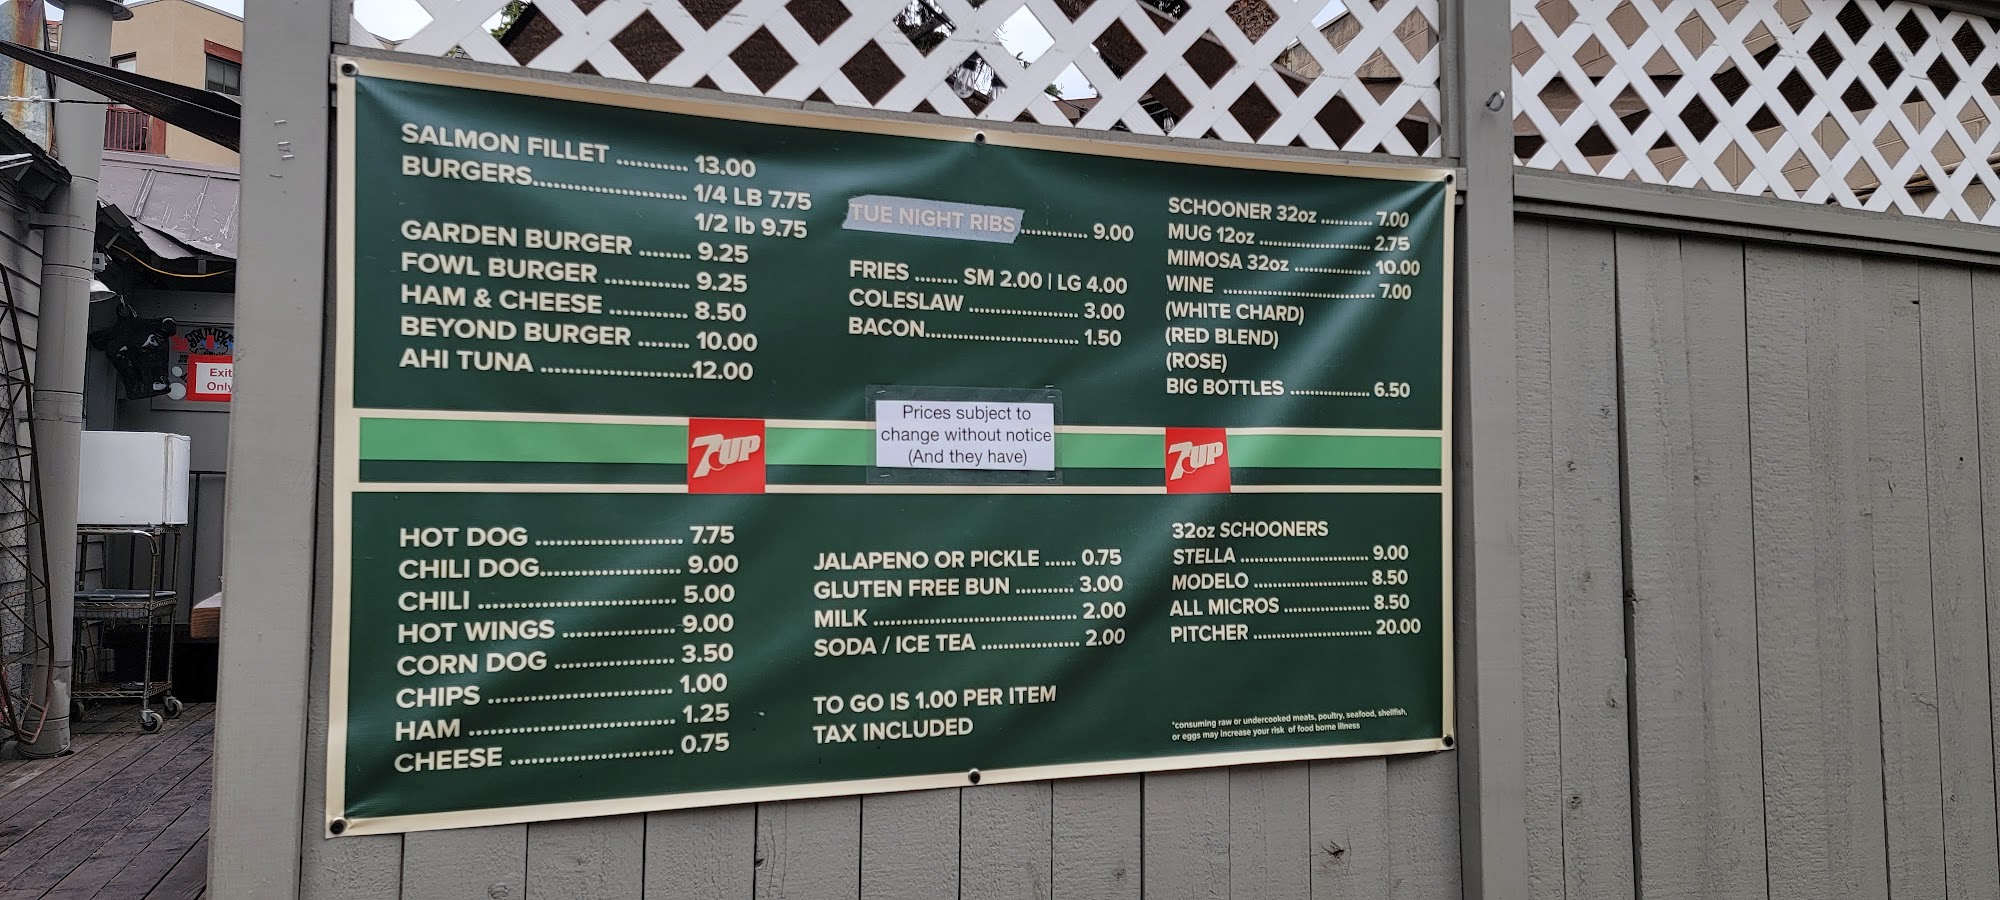 SALMON FILLET ........... 13.00
BURGERS........................ 1/4 LB 7.75
1/2 lb 9.75
GARDEN BURGER ........ 9.25
FOWL BURGER ............. 9.25
HAM & CHEESE ............ 8.50
BEYOND BURGER ........ 10.00
AHI TUNA .......................12.00
TUE NIGHT RIBS ............ 9.00
FRIES ....... SM 2.00 | LG 4.00
COLESLAW .................... 3.00
BACON............................ 1.50
SCHOONER 32oz ........... 7.00
MUG 12oz ........................ 2.75
MIMOSA 32oz ................ 10.00
WINE ................................ 7.00
(WHITE CHARD)
(RED BLEND)
(ROSE)
BIG BOTTLES ................. 6.50
7UP
Prices subject to
change without notice
(And they have)
7UP
HOT DOG ...................... 7.75
CHILI DOG..................... 9.00
CHILI .............................. 5.00
HOT WINGS ................. 9.00
CORN DOG .................. 3.50
CHIPS ............................ 1.00
HAM ............................... 1.25
CHEESE ........................ 0.75
JALAPENO OR PICKLE ...... 0.75
GLUTEN FREE BUN ........... 3.00
MILK ...................................... 2.00
SODA / ICE TEA .................. 2.00
TO GO IS 1.00 PER ITEM
TAX INCLUDED
32oz SCHOONERS
STELLA ............................ 9.00
MODELO ......................... 8.50
ALL MICROS ................... 8.50
PITCHER .......................... 20.00
*consuming raw or undercooked meats, poultry, seafood, shellfish,
or eggs may increase your risk of food borne illness
Exit
Only